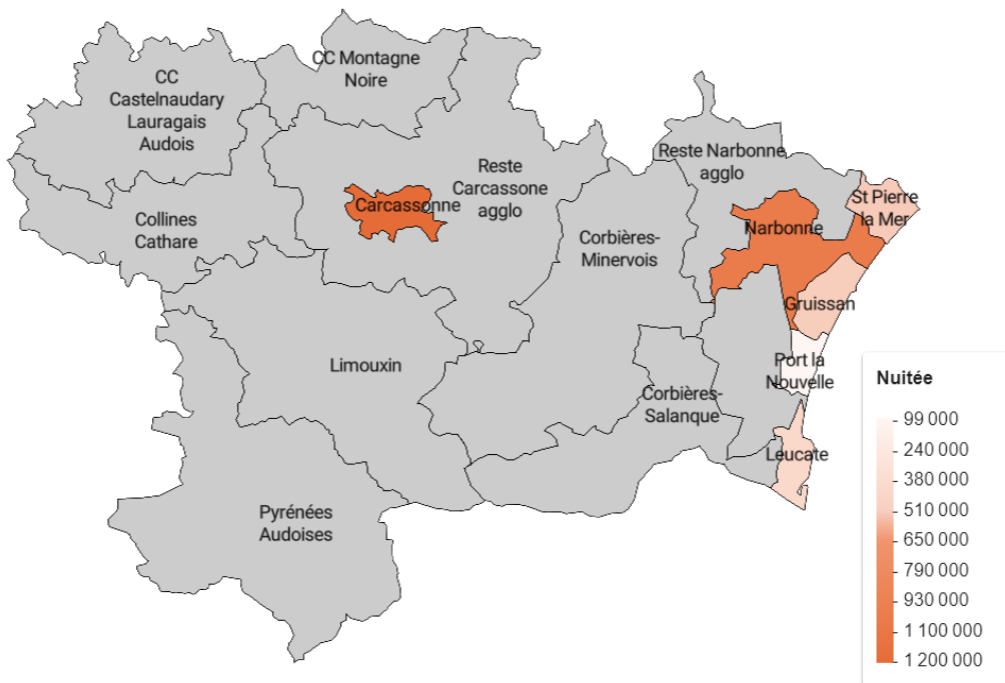 CC Montagne
Noire
CC
Castelnaudary
Lauragais
Audois
Reste Narbonne
agglo
Reste
Carcassone
agglo
St Pierre
la Mer
Carcassonne
Collines
Cathare
Narbonne
Corbières-
Minervois
Gruissan
Limouxin
Port la
Nouvelle
Corbières-
Salanque
Leucate
Pyrénées
Audoises
Nuitée
99 000
240 000
380 000
510 000
650 000
790 000
930 000
1 100 000
1 200 000